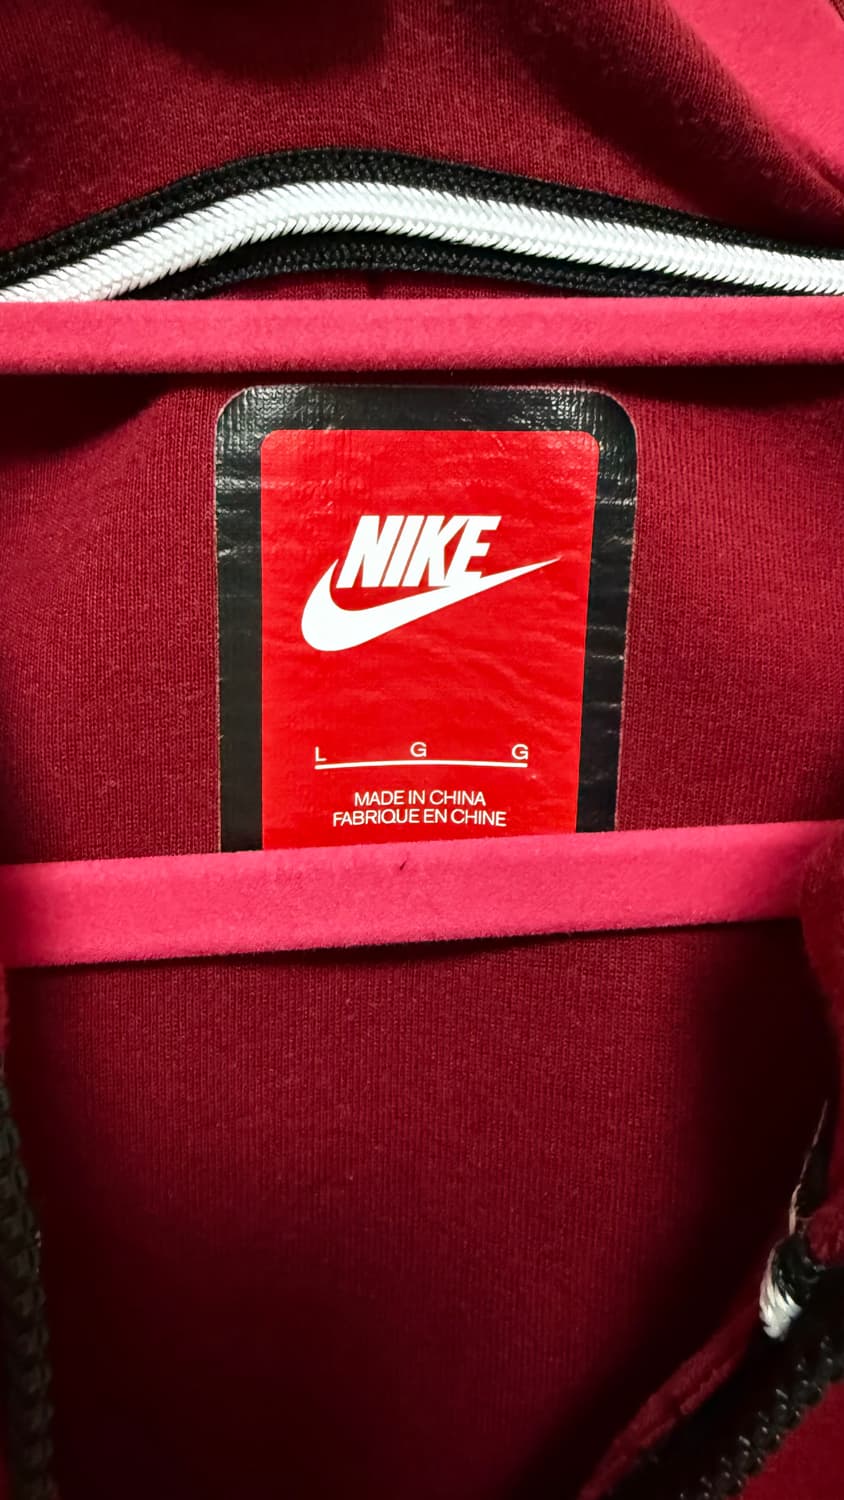 NIKE
L G G
MADE IN CHINA
FABRIQUE EN CHINE